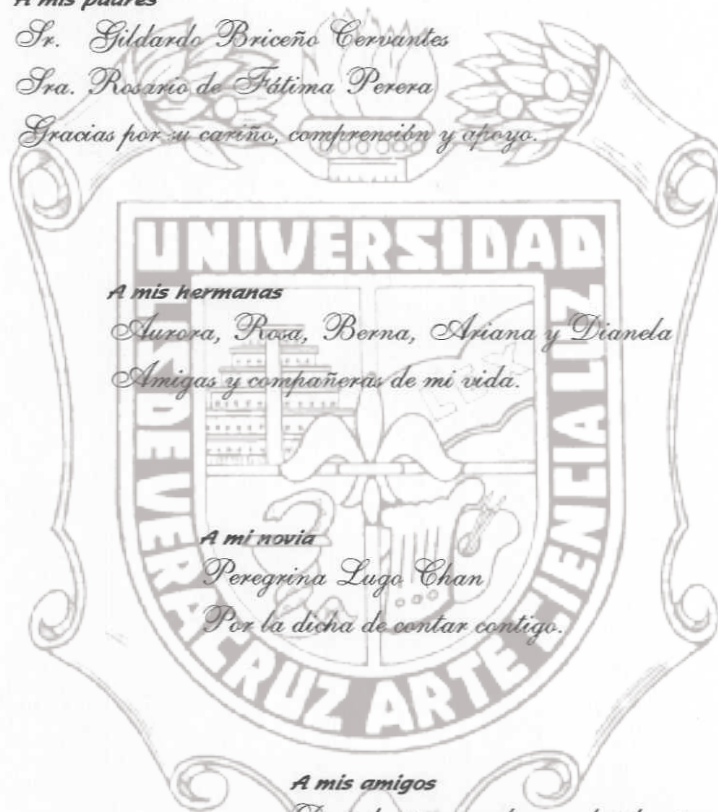 A mis padres
Sr. Gildardo Briceño Cervantes
Sra. Rosario de Fátima Perera
Gracias por su cariño, comprensión y apoyo.
UNIVERSIDAD
A mis hermanas
Aurora, Rosa, Berna, Ariana y Dianela
LEX
Amigas y compañeras de mi vida.
DE VERACRUZ ARTE CIENCIA LUZ
A mi novia
Peregrina Lugo Chan
Por la dicha de contar contigo.
A mis amigos